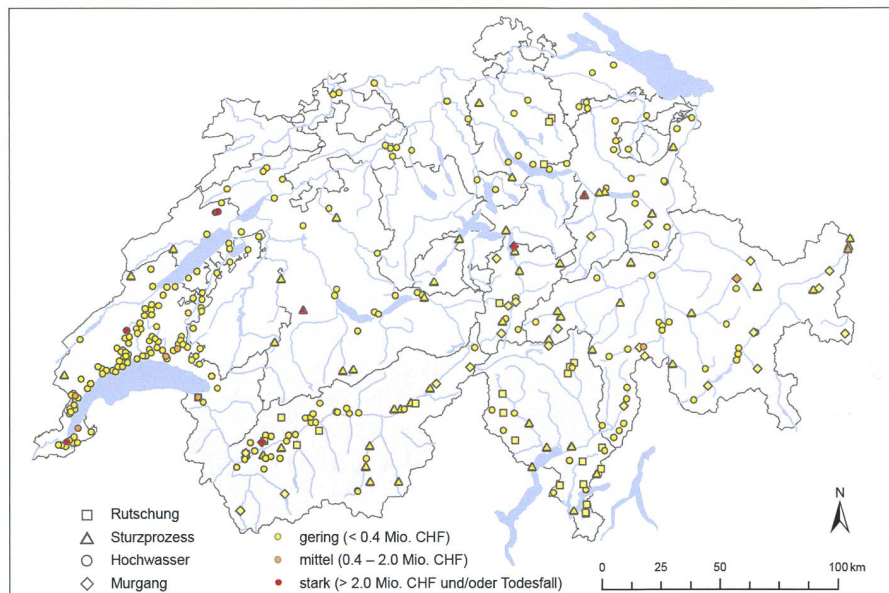 N
Rutschung
Sturzprozess
Hochwasser
Murgang
gering (< 0.4 Mio. CHF)
mittel (0.4 – 2.0 Mio. CHF)
stark (> 2.0 Mio. CHF und/oder Todesfall)
0 25 50 100 km